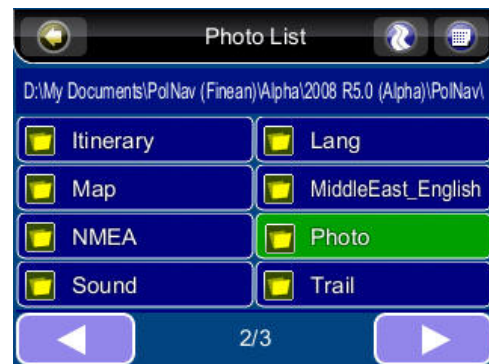 Photo List
D:\My Documents\PolNav (Finean)\Alpha\2008 R5.0 (Alpha)\PolNav\
Itinerary
Lang
Map
MiddleEast_English
NMEA
Photo
Sound
Trail
2/3